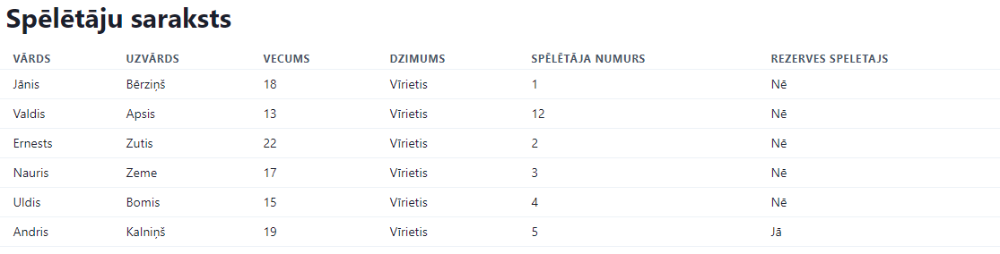 Spēlētāju saraksts
VĀRDS UZVĀRDS VECUMS DZIMUMS SPĒLĒTĀJA NUMURS REZERVES SPELETAJS
Jānis Bērziņš 18 Vīrietis 1 Nē
Valdis Apsis 13 Vīrietis 12 Nē
Ernests Zutis 22 Vīrietis 2 Nē
Nauris Zeme 17 Vīrietis 3 Nē
Uldis Bomis 15 Vīrietis 4 Nē
Andris Kalniņš 19 Vīrietis 5 Jā